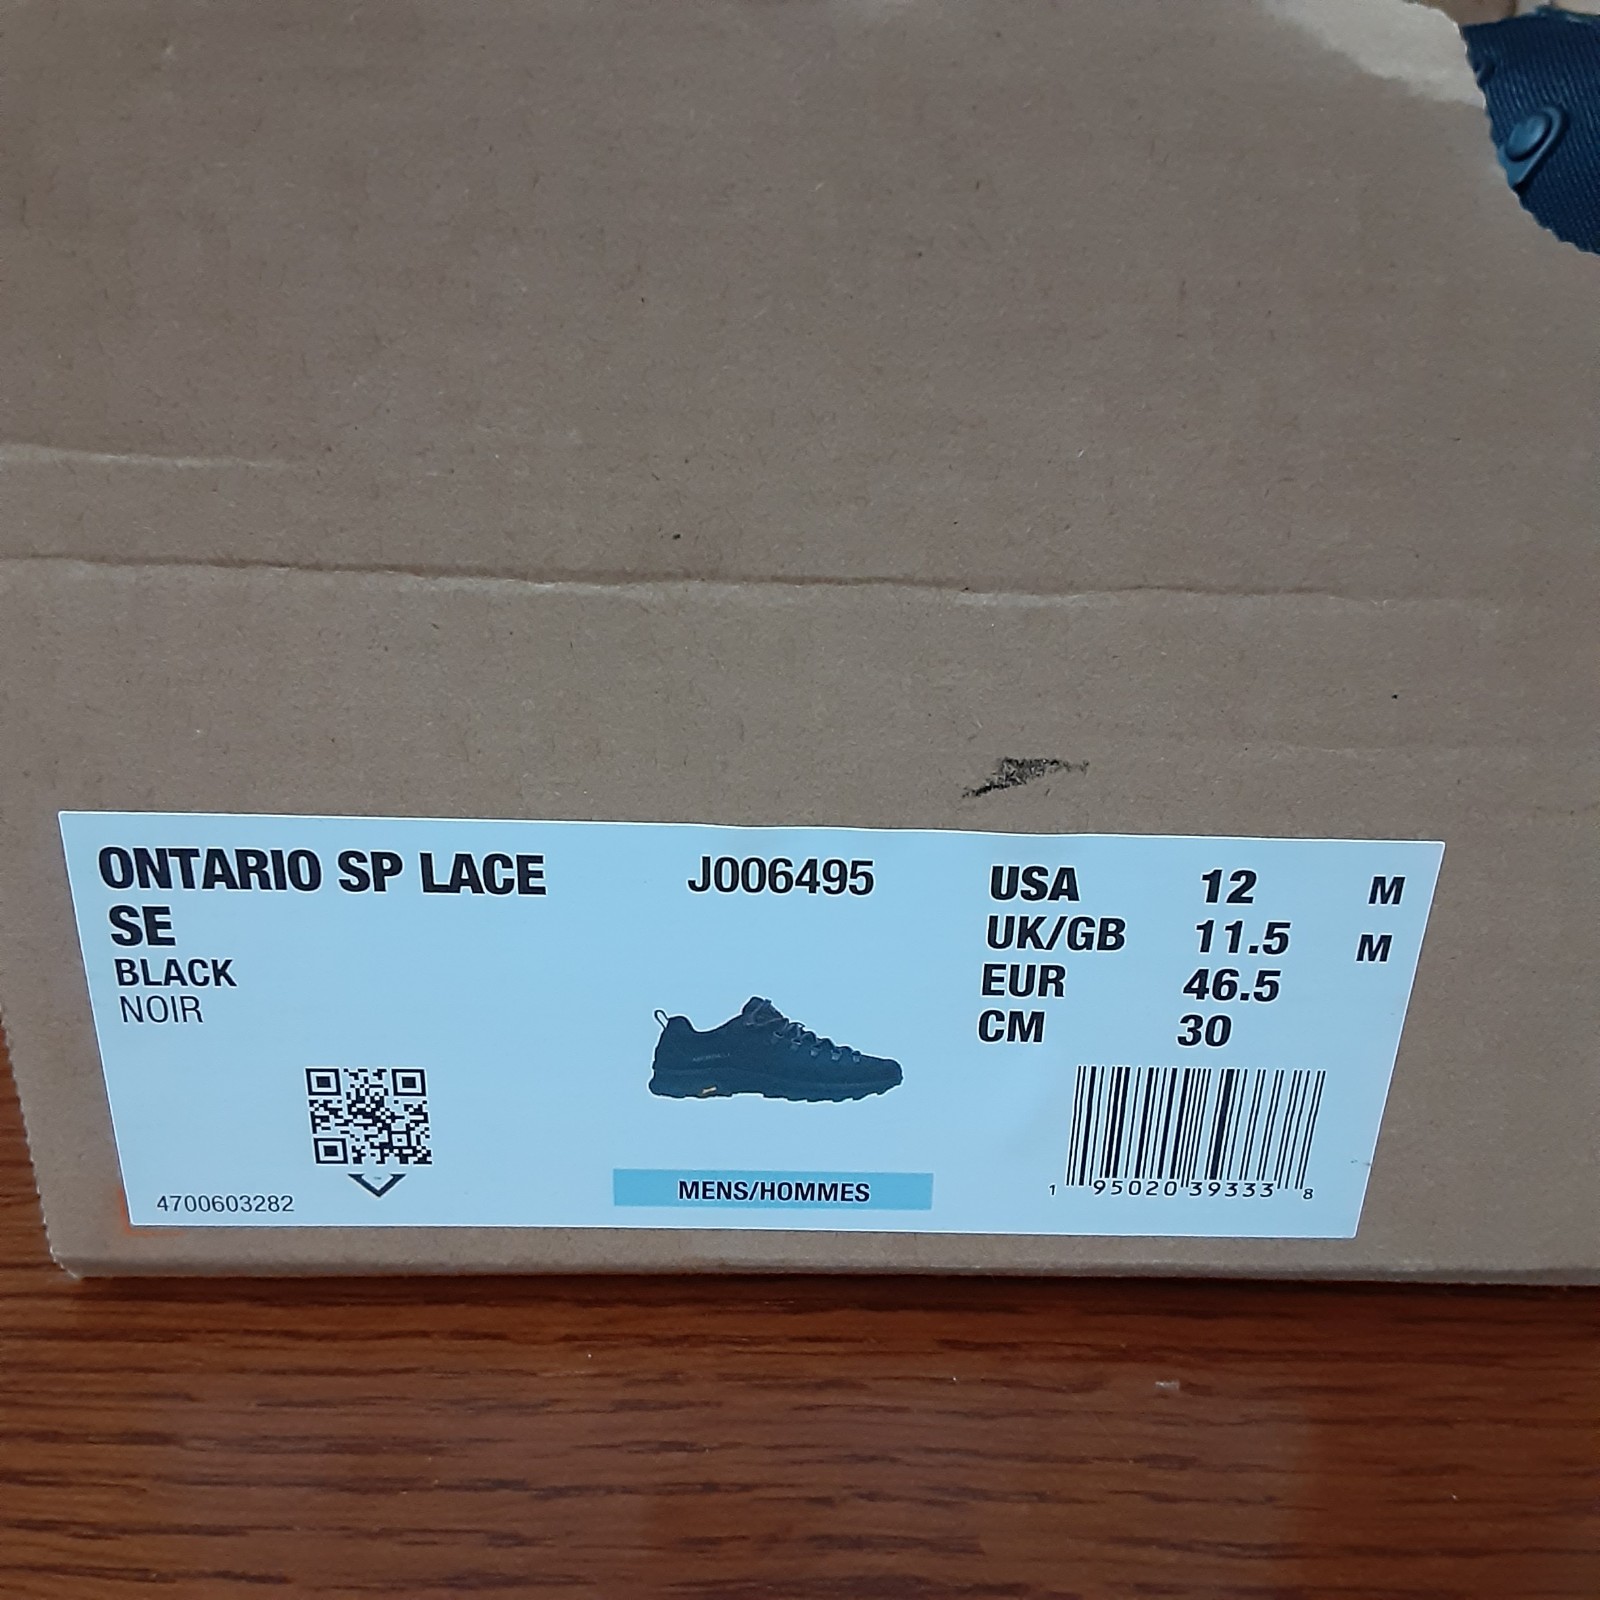 ONTARIO SP LACE
SE
BLACK
NOIR
4700603282
J006495
MENS/HOMMES
USA 12 M
UK/GB 11.5 M
EUR 46.5
CM 30
1 95020 39333 8